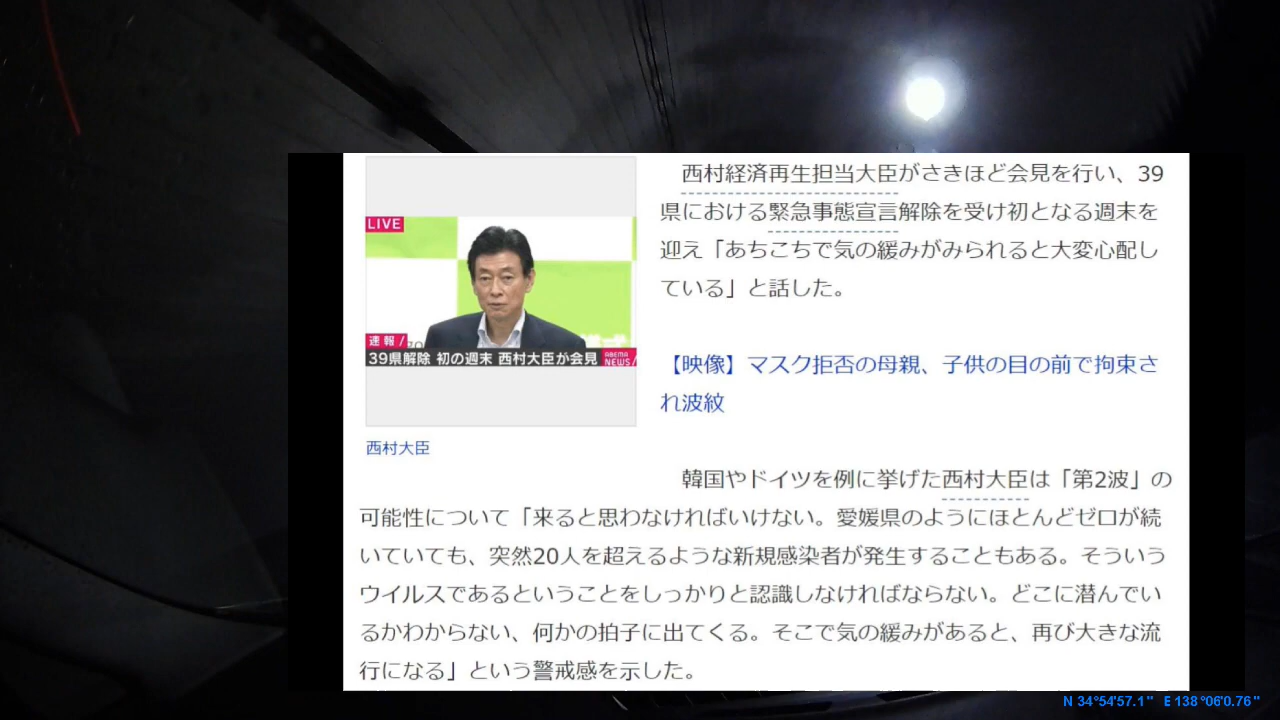 LIVE
速報/
39県解除 初の週末 西村大臣が会見
ABEMA
NEWS/
西村大臣
西村経済再生担当大臣がさきほど会見を行い、39
県における緊急事態宣言解除を受け初となる週末を
迎え「あちこちで気の緩みがみられると大変心配し
ている」と話した。
【映像】マスク拒否の母親、子供の目の前で拘束さ
れ波紋
韓国やドイツを例に挙げた西村大臣は「第2波」の
可能性について「来ると思わなければいけない。愛媛県のようにほとんどゼロが続
いていても、突然20人を超えるような新規感染者が発生することもある。そういう
ウイルスであるということをしっかりと認識しなければならない。どこに潜んでい
るかわからない、何かの拍子に出てくる。そこで気の緩みがあると、再び大きな流
行になる」という警戒感を示した。
N 34°54'57.1" E 138°06'0.76"